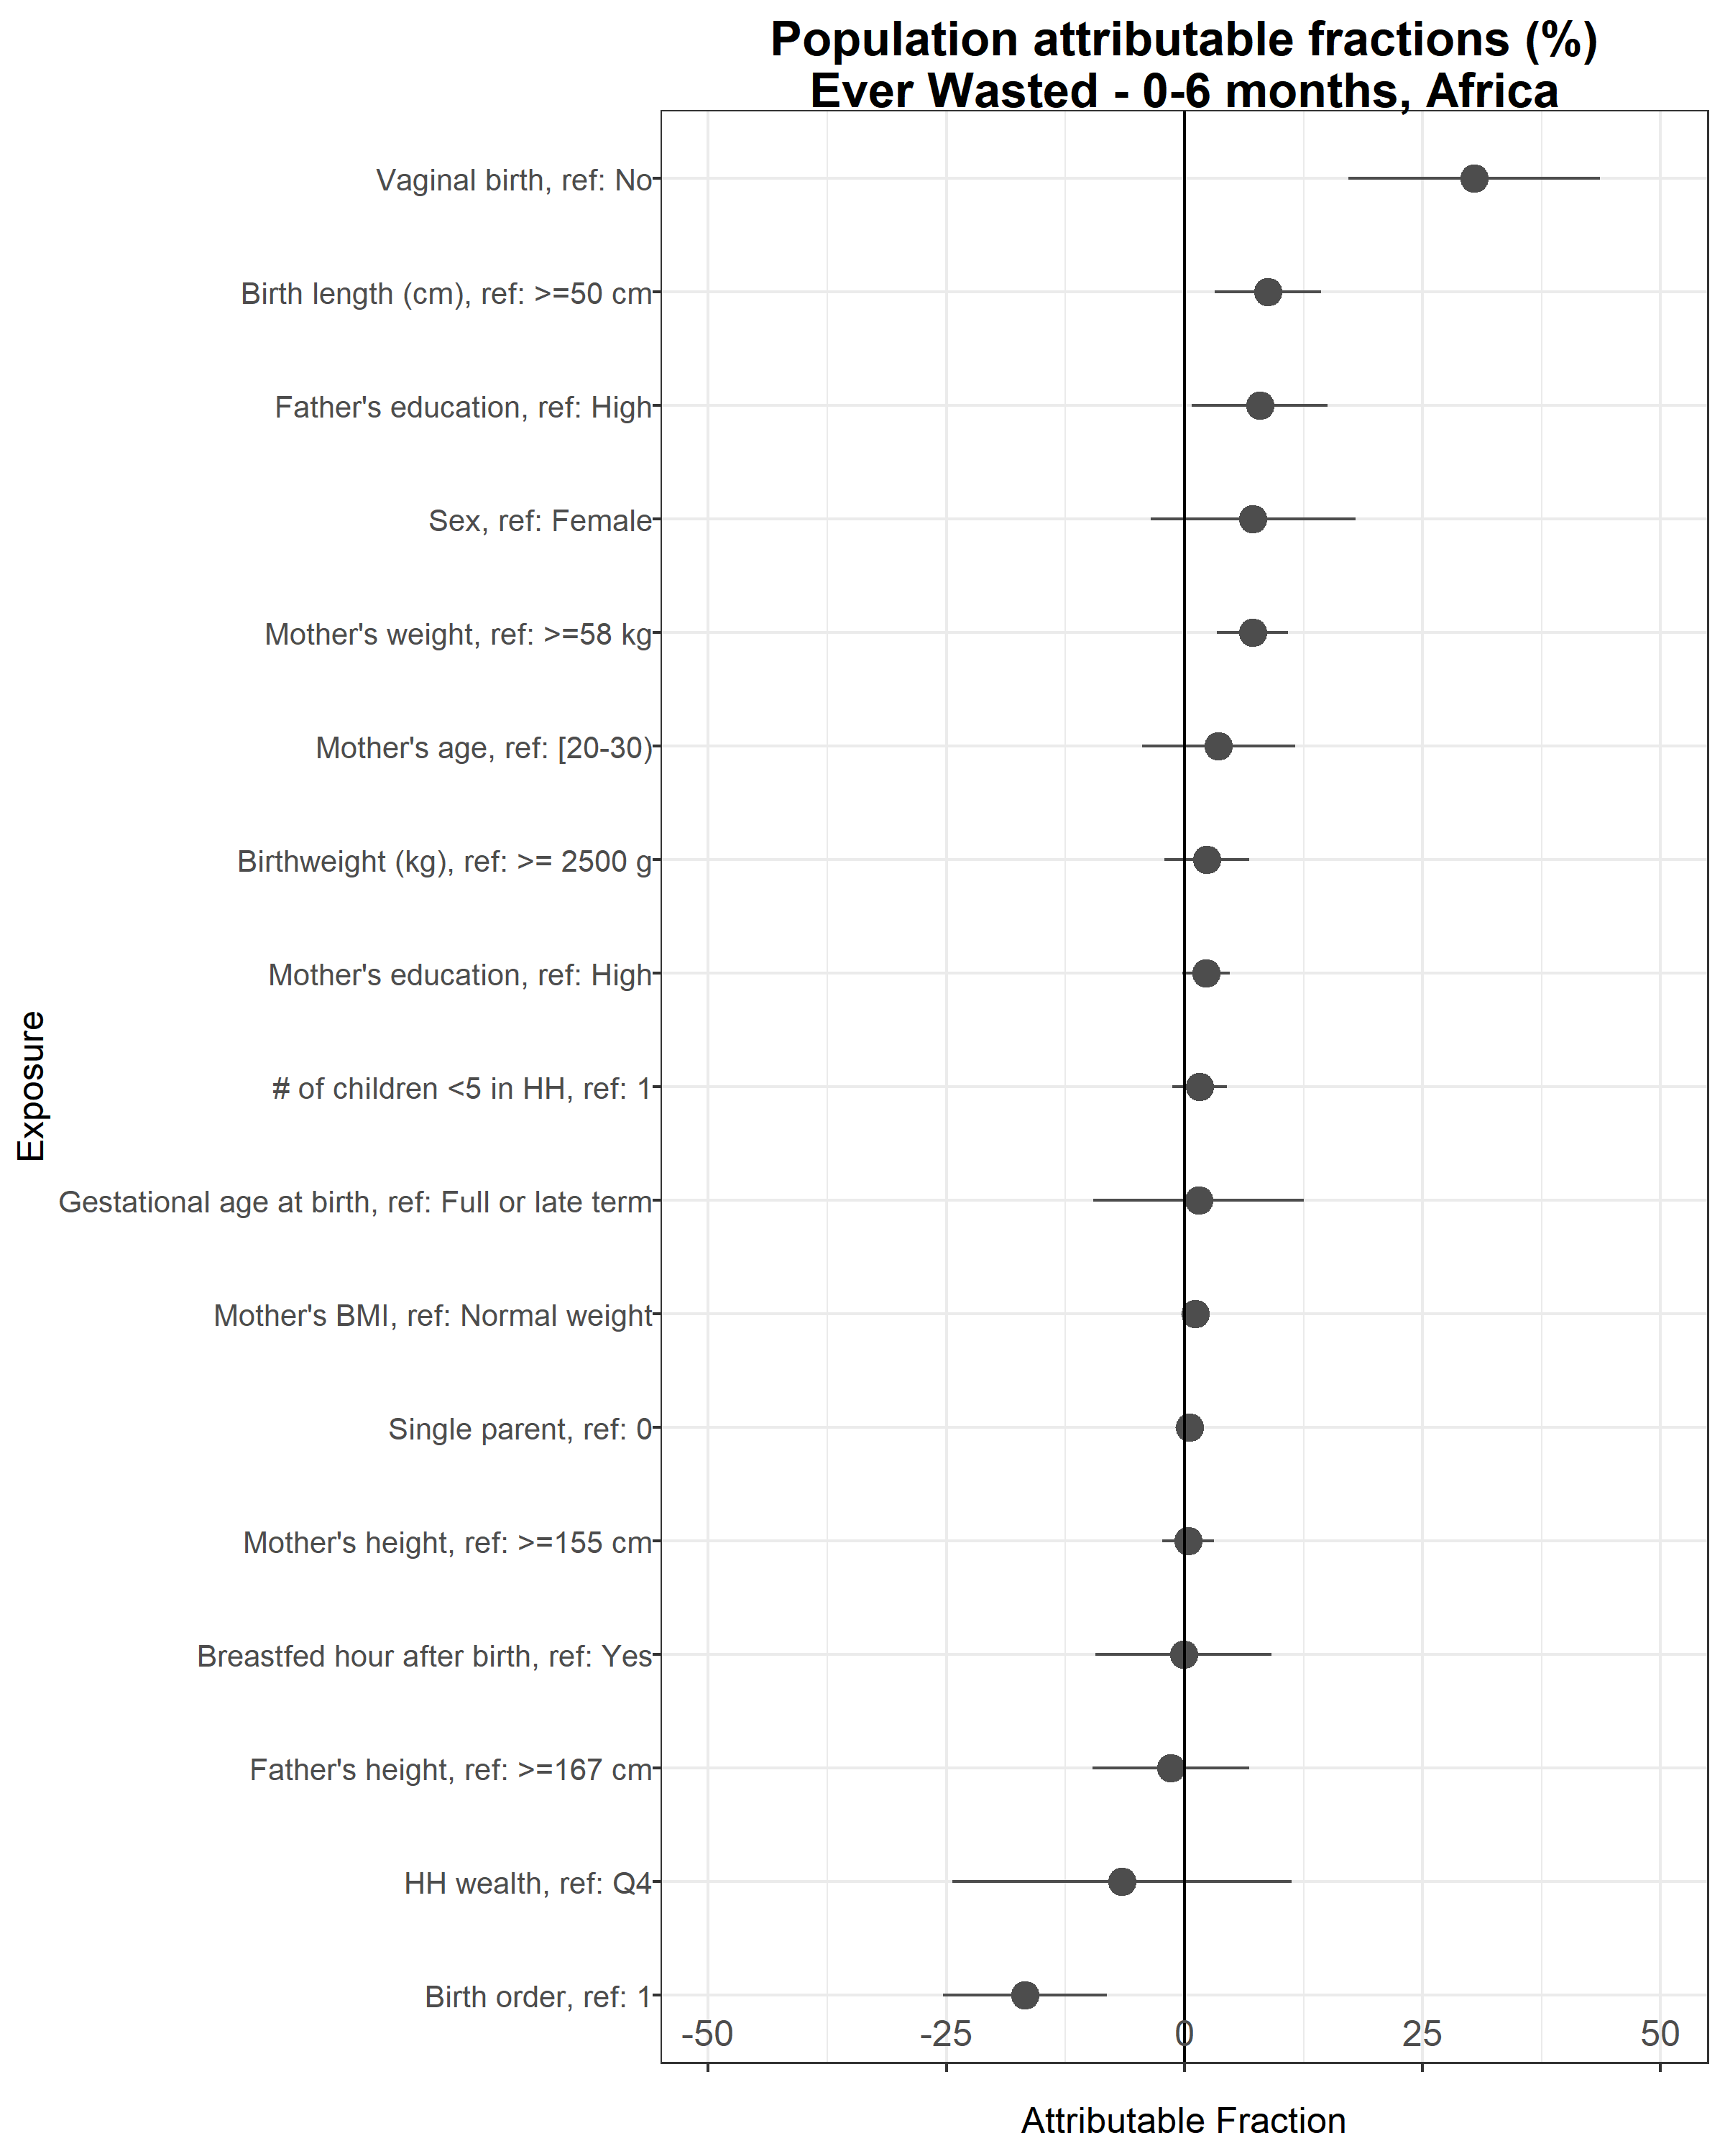 Population attributable fractions (%)
Ever Wasted - 0-6 months, Africa
Exposure
Vaginal birth, ref: No
Birth length (cm), ref: >=50 cm
Father's education, ref: High
Sex, ref: Female
Mother's weight, ref: >=58 kg
Mother's age, ref: [20-30)
Birthweight (kg), ref: >= 2500 g
Mother's education, ref: High
# of children <5 in HH, ref: 1
Gestational age at birth, ref: Full or late term
Mother's BMI, ref: Normal weight
Single parent, ref: 0
Mother's height, ref: >=155 cm
Breastfed hour after birth, ref: Yes
Father's height, ref: >=167 cm
HH wealth, ref: Q4
Birth order, ref: 1
-50 -25 0 25 50
Attributable Fraction